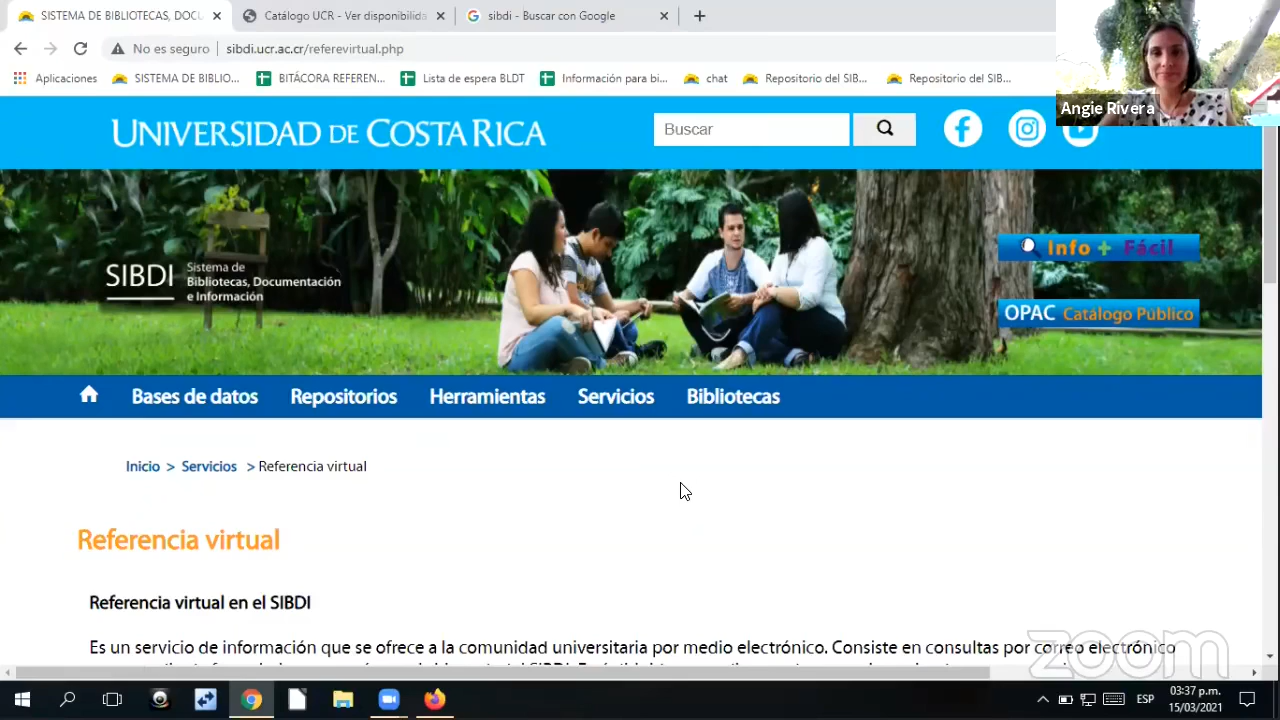 SISTEMA DE BIBLIOTECAS, DOCU
Catálogo UCR - Ver disponibilida
sibdi - Buscar con Google
No es seguro
sibdi.ucr.ac.cr/referevirtual.php
Aplicaciones
SISTEMA DE BIBLIO...
BITÁCORA REFEREN...
Lista de espera BLDT
Información para bi...
chat
Repositorio del SIB...
Repositorio del SIB...
Angie Rivera
UNIVERSIDAD DE COSTA RICA
Buscar
SIBDI
Sistema de
Bibliotecas, Documentación
e Información
Info + Fácil
OPAC Catálogo Público
Bases de datos
Repositorios
Herramientas
Servicios
Bibliotecas
Inicio > Servicios > Referencia virtual
Referencia virtual
Referencia virtual en el SIBDI
Es un servicio de información que se ofrece a la comunidad universitaria por medio electrónico. Consiste en consultas por correo electrónico
zoom
ESP
03:37 p.m.
15/03/2021